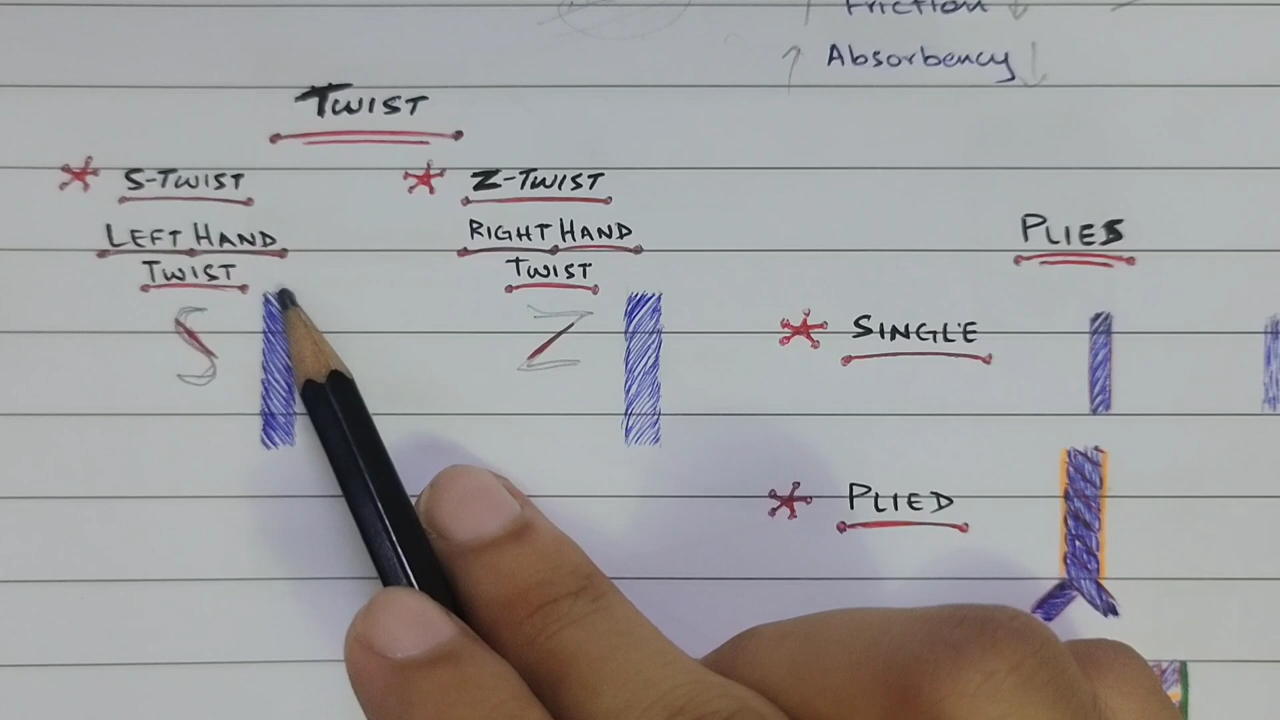 Friction ↓
↑ Absorbency ↓
TWIST
* S-TWIST
LEFT HAND
TWIST
S
* Z-TWIST
RIGHT HAND
TWIST
Z
PLIES
* SINGLE
* PLIED